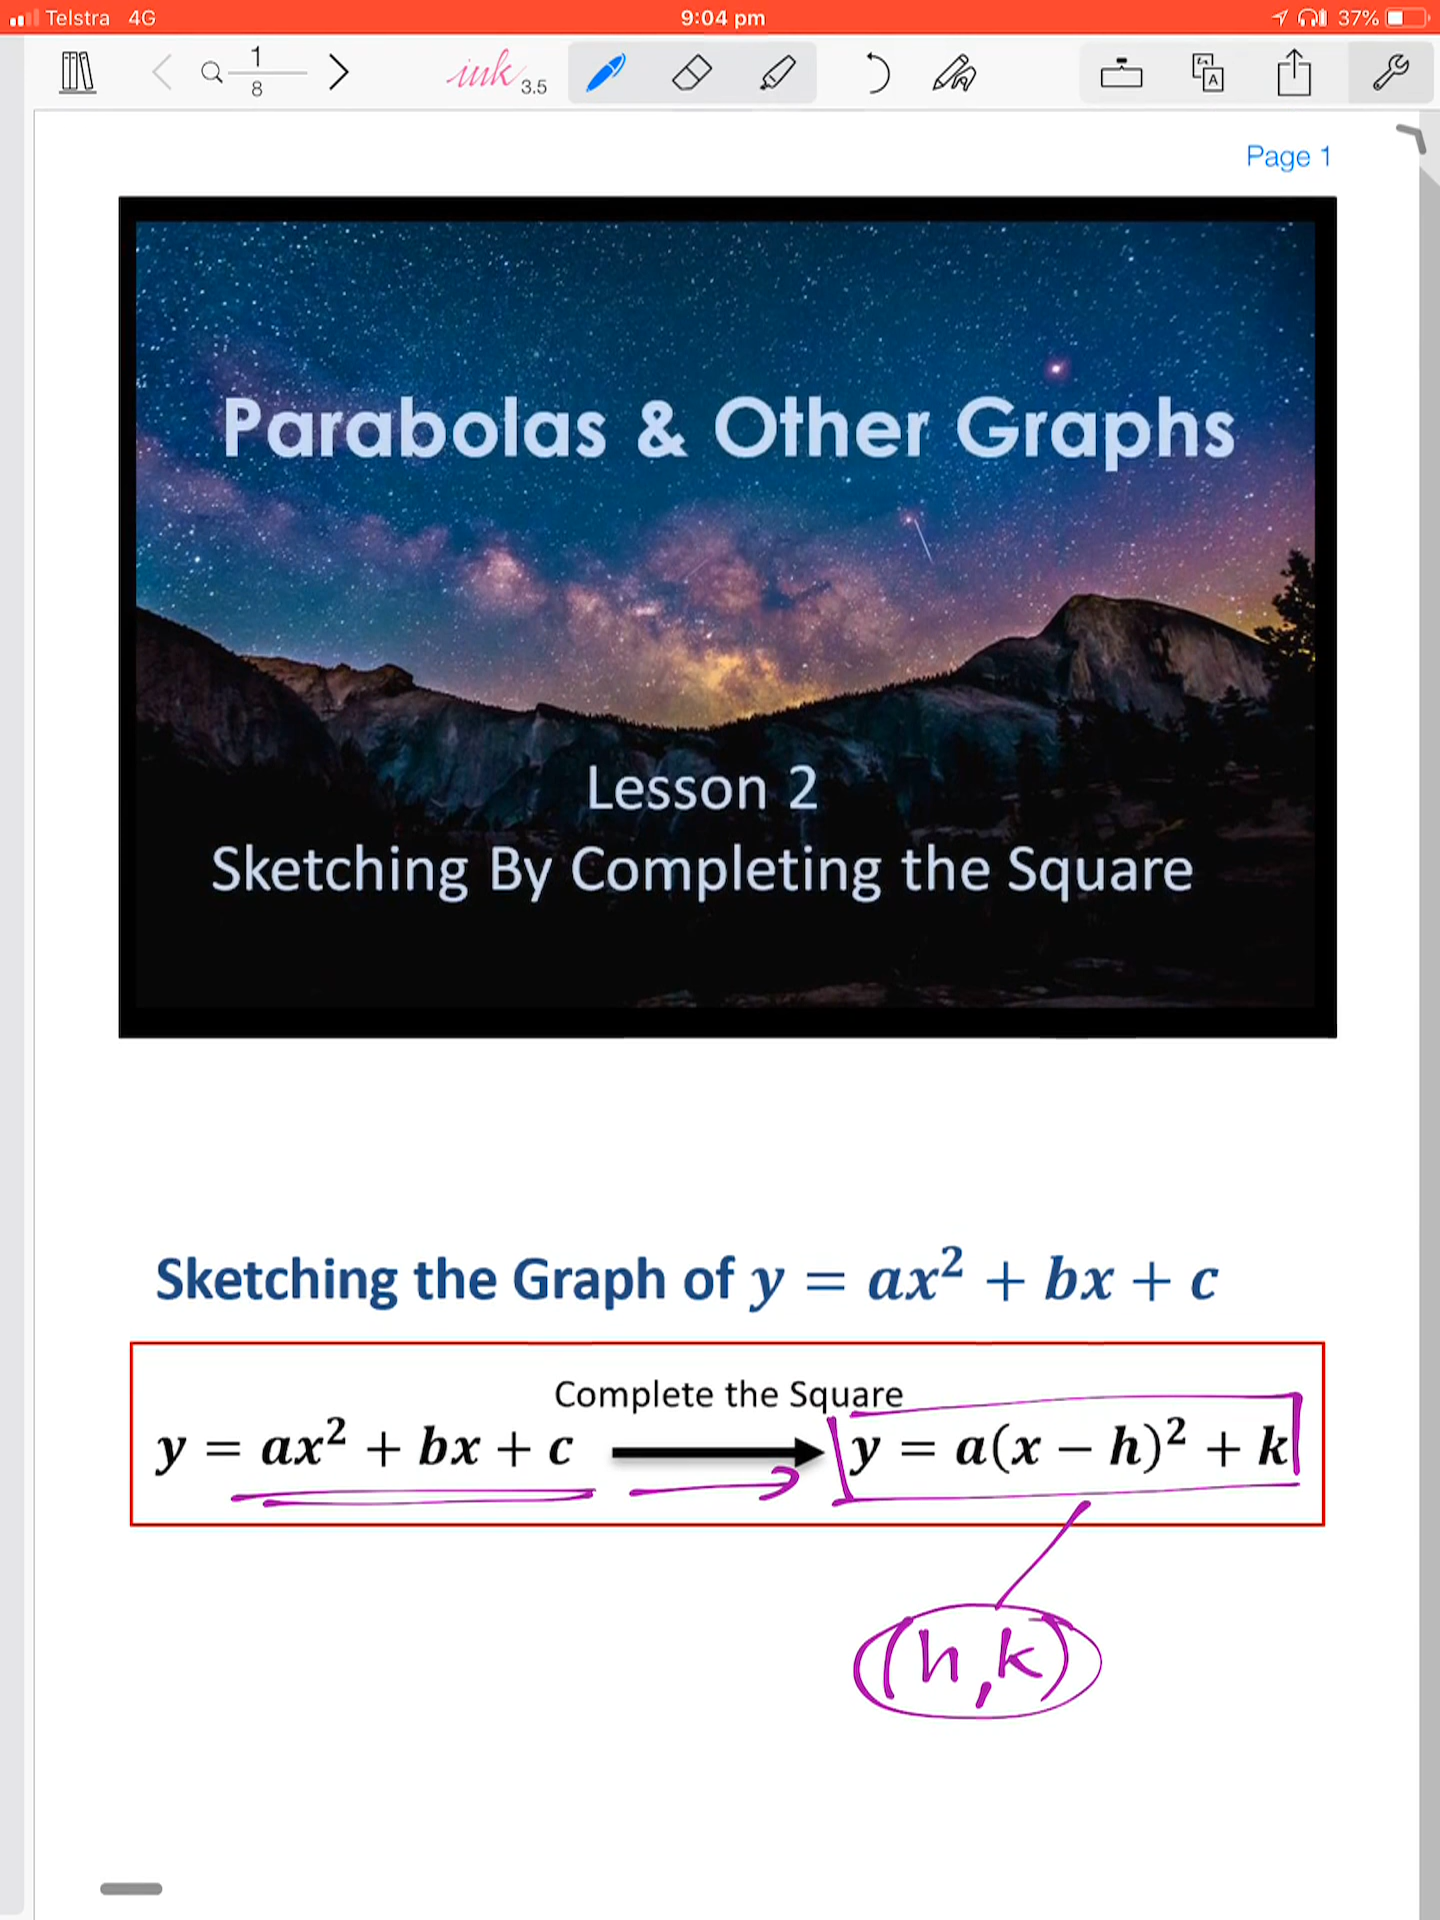 Telstra 4G 9:04 pm 37%
1
8
ink 3.5
Page 1
Parabolas & Other Graphs
Lesson 2
Sketching By Completing the Square
Sketching the Graph of y = ax² + bx + c
Complete the Square
y = ax² + bx + c y = a(x − h)² + k
(h,k)